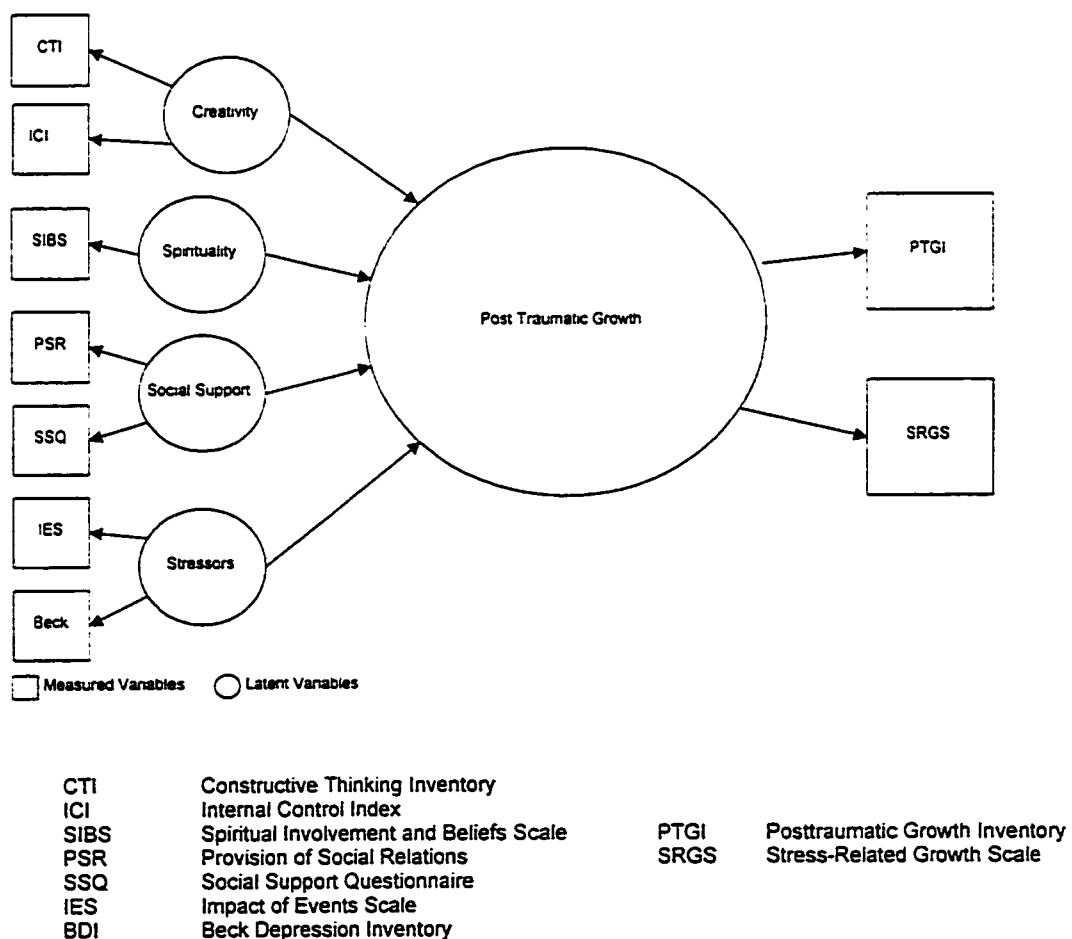 CTI
Creativity
ICI
SIBS
Spirituality
PTGI
PSR
Post Traumatic Growth
Social Support
SSQ
SRGS
IES
Stressors
Beck
Measured Variables Latent Variables
CTI Constructive Thinking Inventory
ICI Internal Control Index
SIBS Spiritual Involvement and Beliefs Scale PTGI Posttraumatic Growth Inventory
PSR Provision of Social Relations SRGS Stress-Related Growth Scale
SSQ Social Support Questionnaire
IES Impact of Events Scale
BDI Beck Depression Inventory